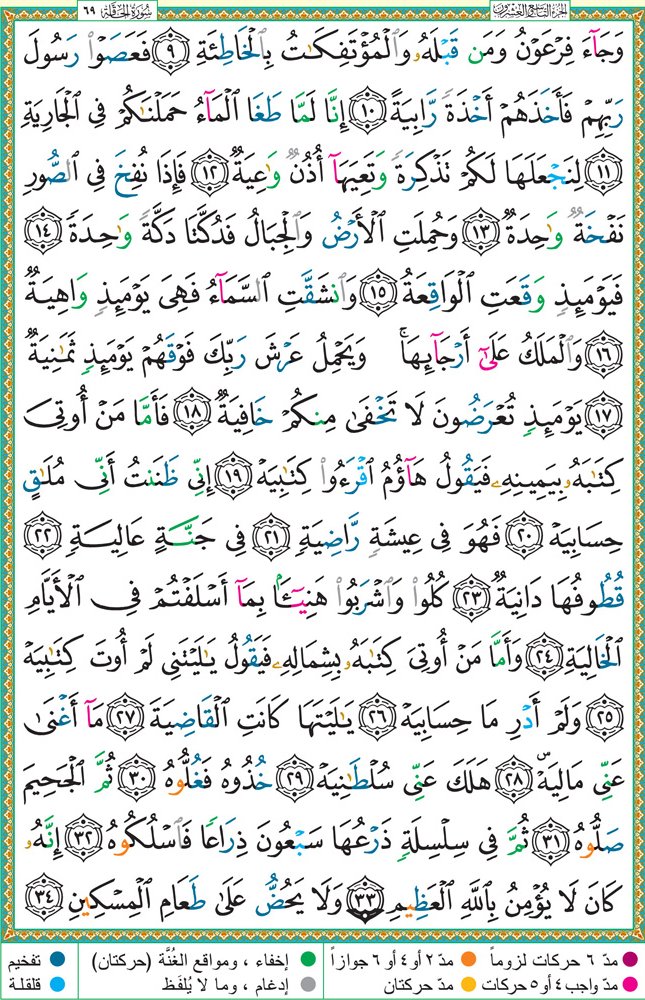 الجزء التاسع والعشرون سورة الحاقة ٦٩
وَجَآءَ فِرْعَوْنُ وَمَن قَبْلَهُۥ وَٱلْمُؤْتَفِكَٰتُ بِٱلْخَاطِئَةِ ٩ فَعَصَوْا۟ رَسُولَ
رَبِّهِمْ فَأَخَذَهُمْ أَخْذَةً رَّابِيَةً ١٠ إِنَّا لَمَّا طَغَا ٱلْمَآءُ حَمَلْنَٰكُمْ فِى ٱلْجَارِيَةِ
١١ لِنَجْعَلَهَا لَكُمْ تَذْكِرَةً وَتَعِيَهَآ أُذُنٌ وَٰعِيَةٌ ١٢ فَإِذَا نُفِخَ فِى ٱلصُّورِ
نَفْخَةٌ وَٰحِدَةٌ ١٣ وَحُمِلَتِ ٱلْأَرْضُ وَٱلْجِبَالُ فَدُكَّتَا دَكَّةً وَٰحِدَةً ١٤
فَيَوْمَئِذٍ وَقَعَتِ ٱلْوَاقِعَةُ ١٥ وَٱنشَقَّتِ ٱلسَّمَآءُ فَهِىَ يَوْمَئِذٍ وَاهِيَةٌ
١٦ وَٱلْمَلَكُ عَلَىٰٓ أَرْجَآئِهَا ۚ وَيَحْمِلُ عَرْشَ رَبِّكَ فَوْقَهُمْ يَوْمَئِذٍ ثَمَٰنِيَةٌ
١٧ يَوْمَئِذٍ تُعْرَضُونَ لَا تَخْفَىٰ مِنكُمْ خَافِيَةٌ ١٨ فَأَمَّا مَنْ أُوتِىَ
كِتَٰبَهُۥ بِيَمِينِهِۦ فَيَقُولُ هَآؤُمُ ٱقْرَءُوا۟ كِتَٰبِيَهْ ١٩ إِنِّى ظَنَنتُ أَنِّى مُلَٰقٍ
حِسَابِيَهْ ٢٠ فَهُوَ فِى عِيشَةٍ رَّاضِيَةٍ ٢١ فِى جَنَّةٍ عَالِيَةٍ ٢٢
قُطُوفُهَا دَانِيَةٌ ٢٣ كُلُوا۟ وَٱشْرَبُوا۟ هَنِيٓـًٔۢا بِمَآ أَسْلَفْتُمْ فِى ٱلْأَيَّامِ
ٱلْخَالِيَةِ ٢٤ وَأَمَّا مَنْ أُوتِىَ كِتَٰبَهُۥ بِشِمَالِهِۦ فَيَقُولُ يَٰلَيْتَنِى لَمْ أُوتَ كِتَٰبِيَهْ
٢٥ وَلَمْ أَدْرِ مَا حِسَابِيَهْ ٢٦ يَٰلَيْتَهَا كَانَتِ ٱلْقَاضِيَةَ ٢٧ مَآ أَغْنَىٰ
عَنِّى مَالِيَهْ ۜ ٢٨ هَلَكَ عَنِّى سُلْطَٰنِيَهْ ٢٩ خُذُوهُ فَغُلُّوهُ ٣٠ ثُمَّ ٱلْجَحِيمَ
صَلُّوهُ ٣١ ثُمَّ فِى سِلْسِلَةٍ ذَرْعُهَا سَبْعُونَ ذِرَاعًا فَٱسْلُكُوهُ ٣٢ إِنَّهُۥ
كَانَ لَا يُؤْمِنُ بِٱللَّهِ ٱلْعَظِيمِ ٣٣ وَلَا يَحُضُّ عَلَىٰ طَعَامِ ٱلْمِسْكِينِ ٣٤
مدّ ٦ حركات لزوماً مدّ ٢ أو ٤ أو ٦ جوازاً إخفاء ، ومواقع الغُنَّة (حركتان) تفخيم
مدّ واجب ٤ أو ٥ حركات مدّ حركتان إدغام ، وما لا يُلفَظ قلقلة